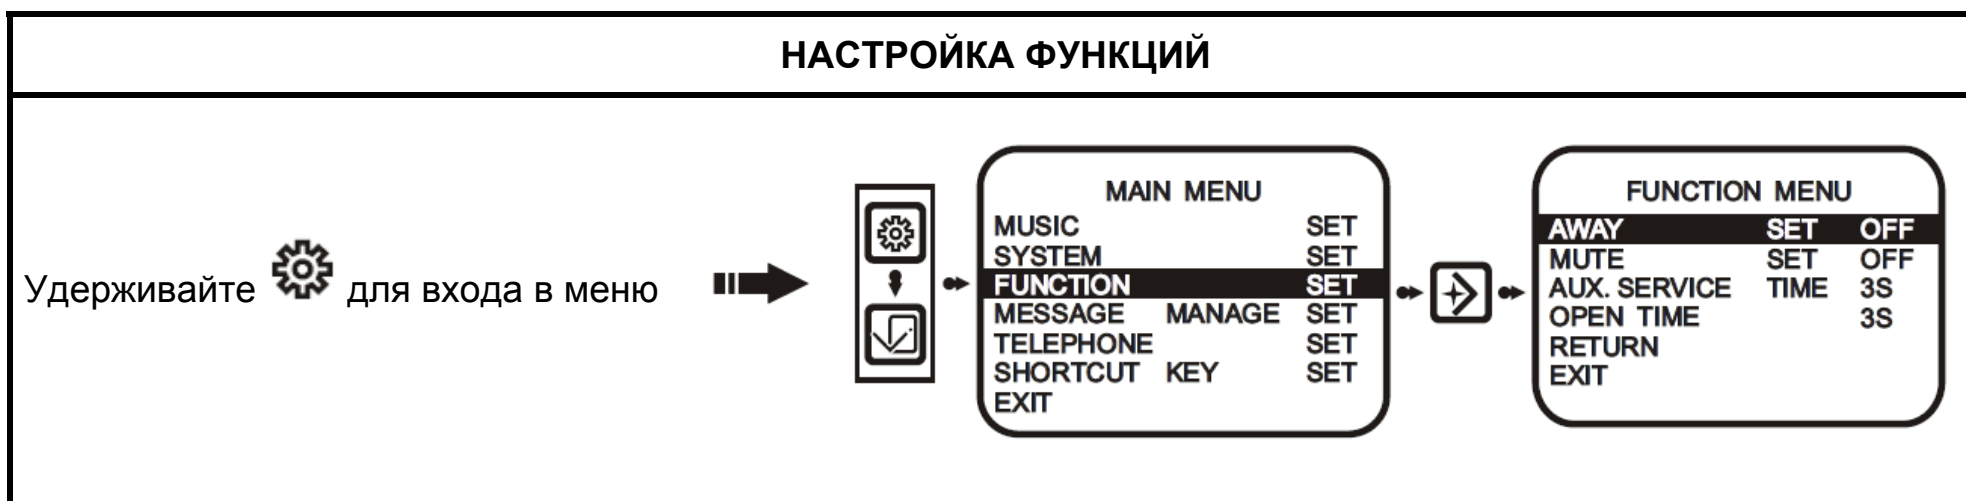 НАСТРОЙКА ФУНКЦИЙ
Удерживайте для входа в меню
MAIN MENU
MUSIC SET
SYSTEM SET
FUNCTION SET
MESSAGE MANAGE SET
TELEPHONE SET
SHORTCUT KEY SET
EXIT
FUNCTION MENU
AWAY SET OFF
MUTE SET OFF
AUX. SERVICE TIME 3S
OPEN TIME 3S
RETURN
EXIT